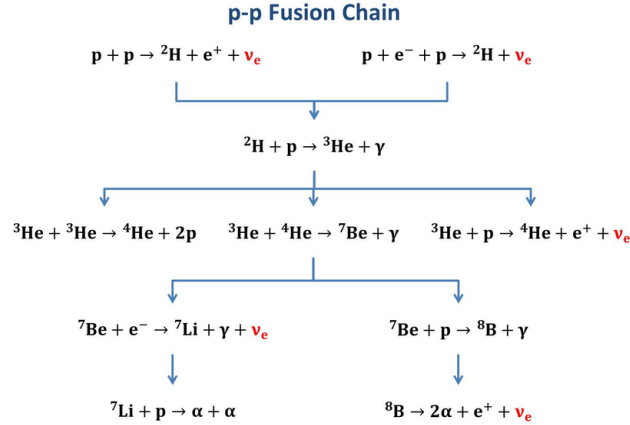 p-p Fusion Chain
p + p → ²H + e⁺ + νₑ
p + e⁻ + p → ²H + νₑ
²H + p → ³He + γ
³He + ³He → ⁴He + 2p
³He + ⁴He → ⁷Be + γ
³He + p → ⁴He + e⁺ + νₑ
⁷Be + e⁻ → ⁷Li + γ + νₑ
⁷Be + p → ⁸B + γ
⁷Li + p → α + α
⁸B → 2α + e⁺ + νₑ